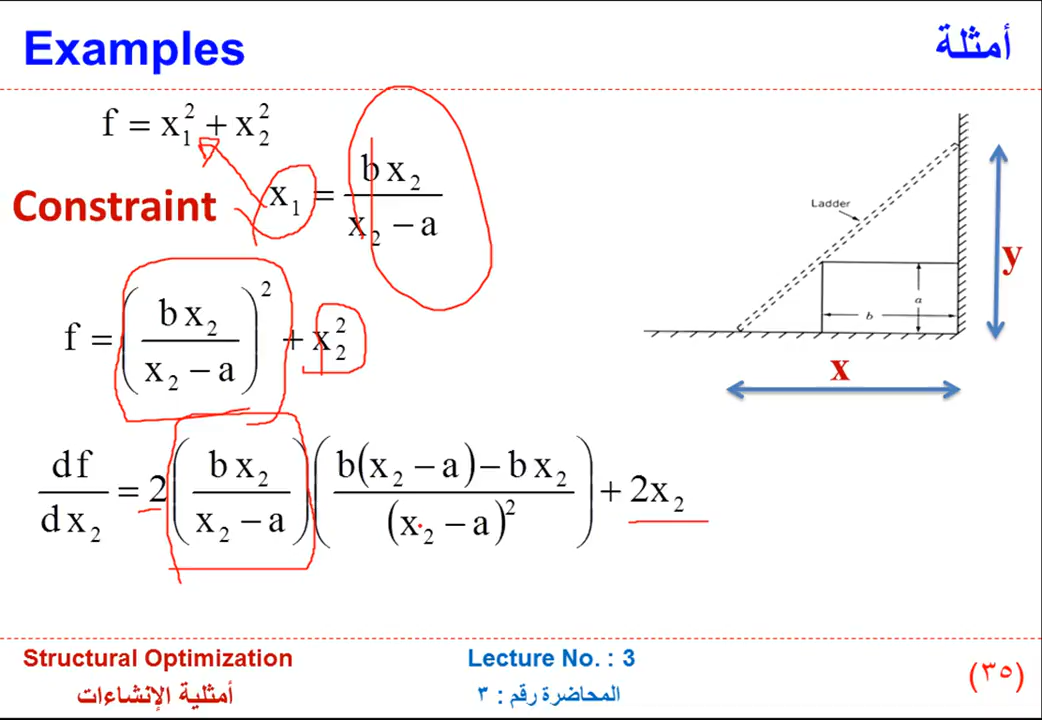 Examples
أمثلة
f = x₁² + x₂²
Constraint x₁ = b x₂ / (x₂ − a)
f = (b x₂ / (x₂ − a))² + x₂²
df/dx₂ = 2 (b x₂ / (x₂ − a)) ((b(x₂ − a) − b x₂) / (x₂ − a)²) + 2x₂
Ladder
a
b
y
x
Structural Optimization
أمثلية الإنشاءات
Lecture No. : 3
المحاضرة رقم : ٣
(٣٥)